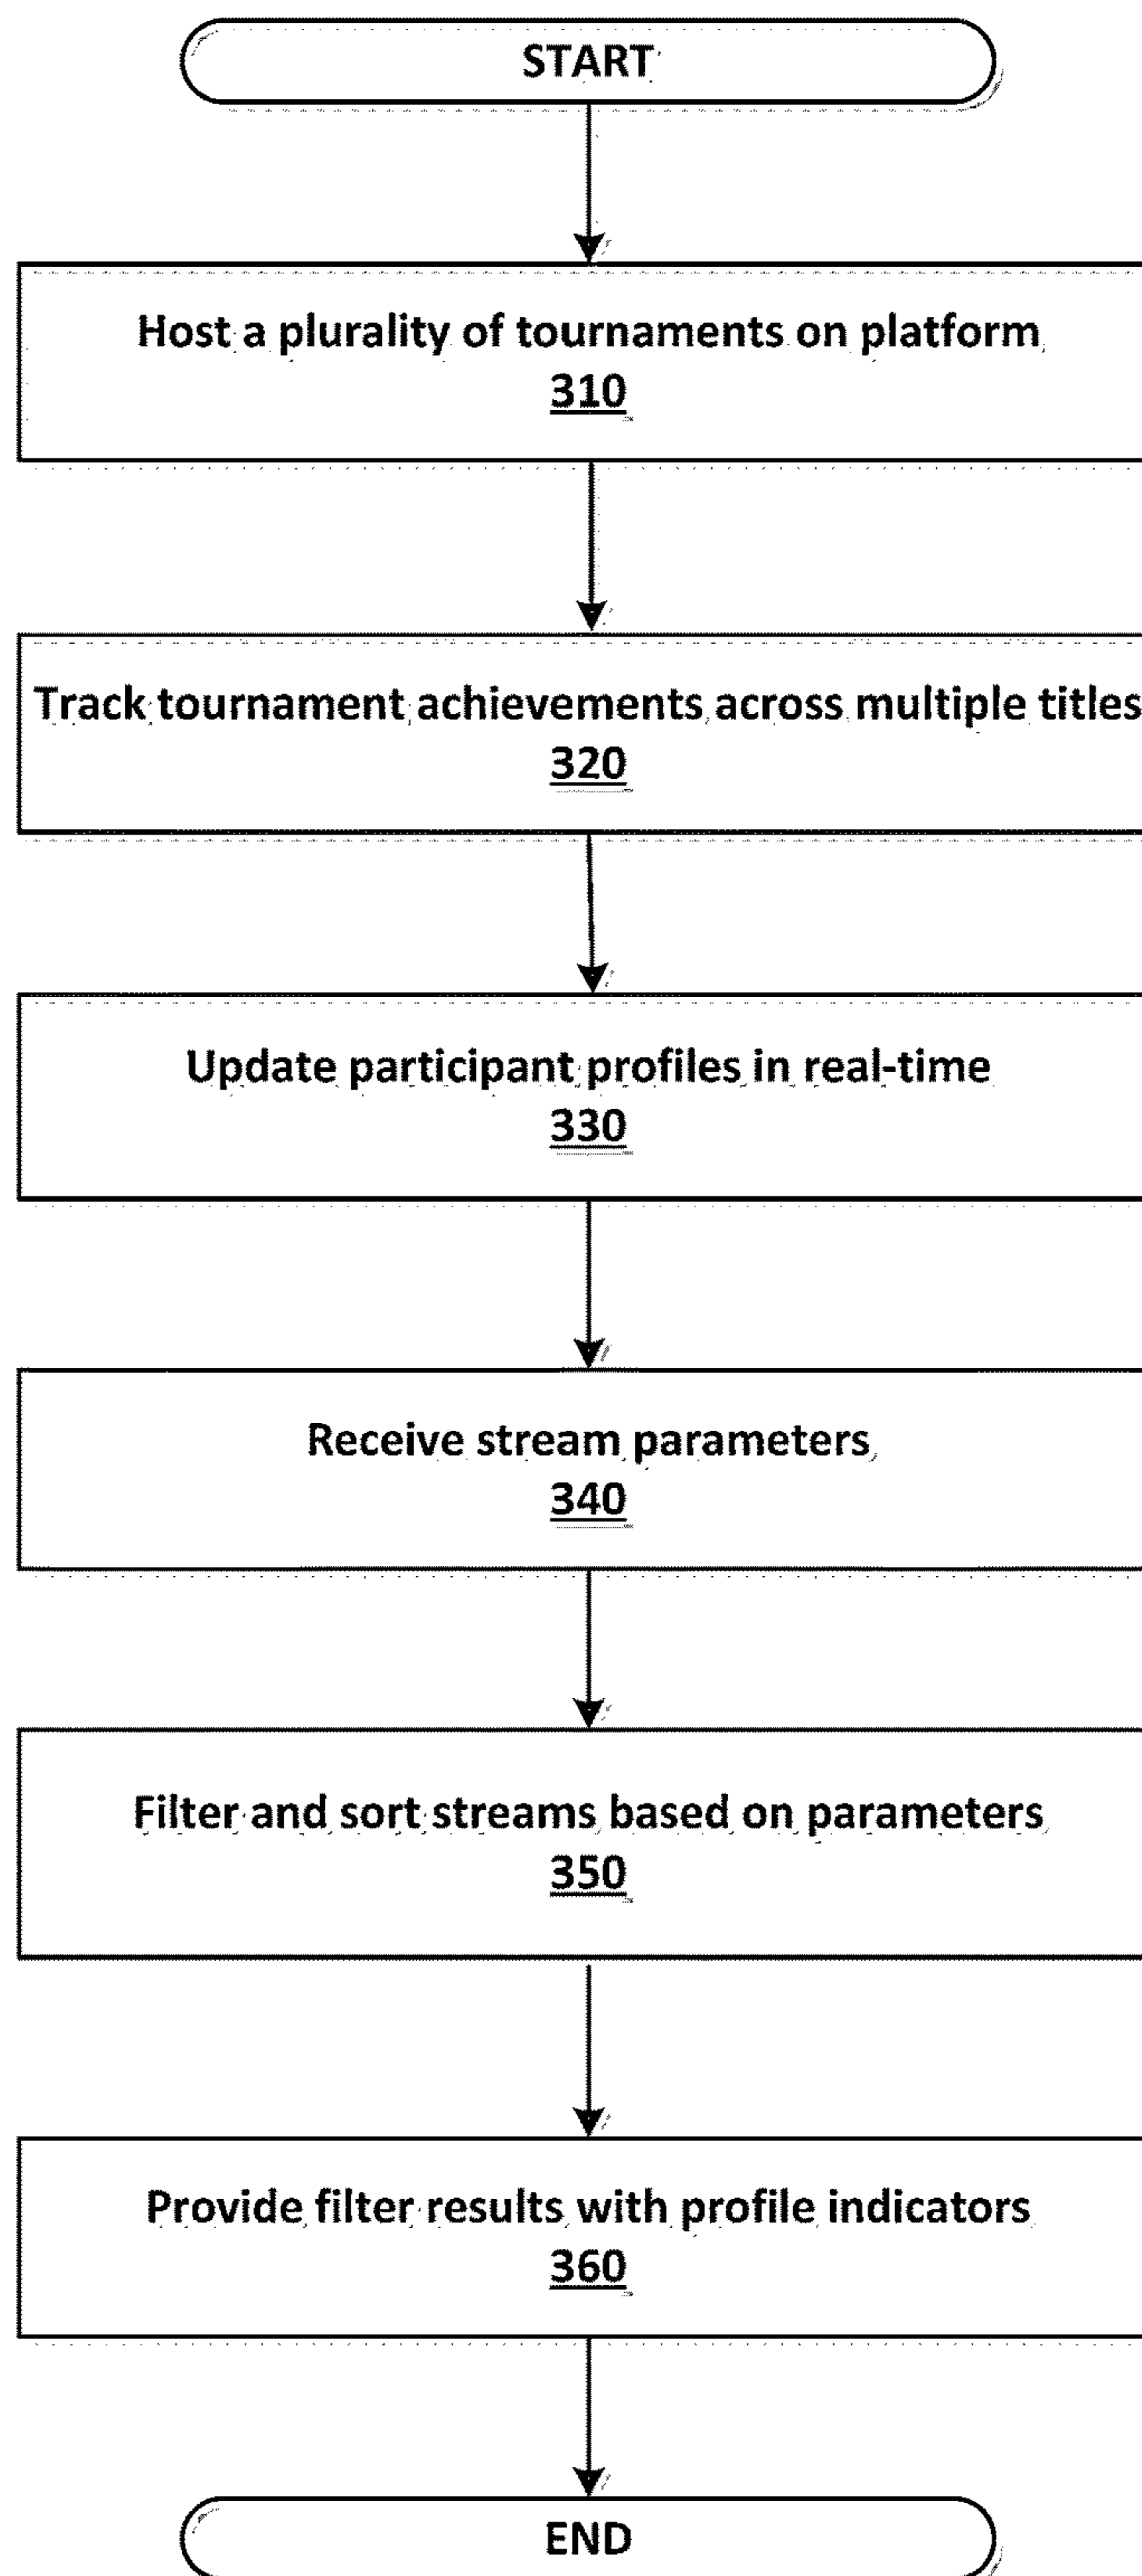 START
Host a plurality of tournaments on platform
310
Track tournament achievements across multiple titles
320
Update participant profiles in real-time
330
Receive stream parameters
340
Filter and sort streams based on parameters
350
Provide filter results with profile indicators
360
END